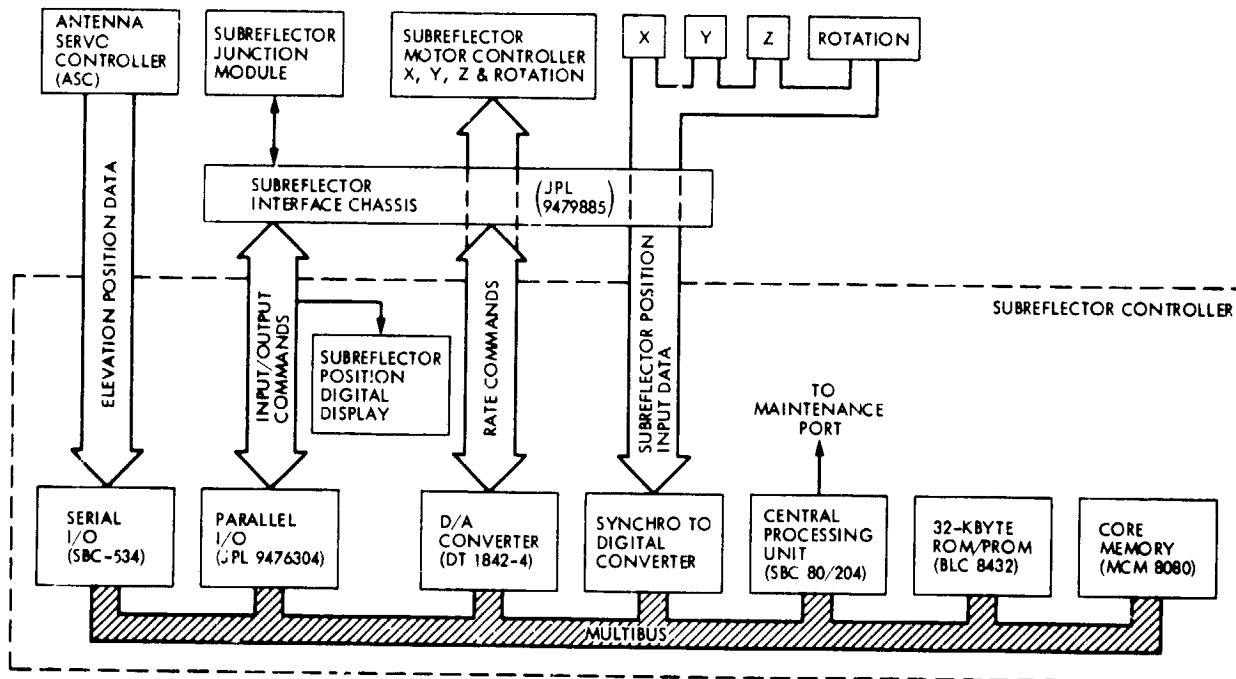 ANTENNA
SERVO
CONTROLLER
(ASC)
SUBREFLECTOR
JUNCTION
MODULE
SUBREFLECTOR
MOTOR CONTROLLER
X, Y, Z & ROTATION
X
Y
Z
ROTATION
ELEVATION POSITION DATA
SUBREFLECTOR
INTERFACE CHASSIS
(JPL
9479885)
INPUT/OUTPUT
COMMANDS
RATE COMMANDS
SUBREFLECTOR POSITION
INPUT DATA
SUBREFLECTOR CONTROLLER
SUBREFLECTOR
POSITION
DIGITAL
DISPLAY
TO
MAINTENANCE
PORT
SERIAL
I/O
(SBC-534)
PARALLEL
I/O
(JPL 9476304)
D/A
CONVERTER
(DT 1842-4)
SYNCHRO TO
DIGITAL
CONVERTER
CENTRAL
PROCESSING
UNIT
(SBC 80/204)
32-KBYTE
ROM/PROM
(BLC 8432)
CORE
MEMORY
(MCM 8080)
MULTIBUS